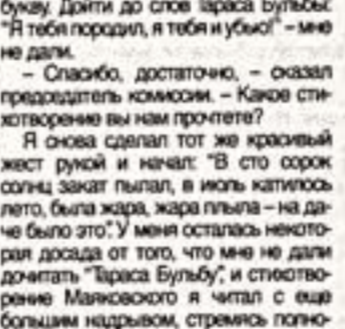 букву. Дойти до слов Тараса Бульбы:
"Я тебя породил, я тебя и убью!" – мне
не дали.
– Спасибо, достаточно, – сказал
председатель комиссии. – Какое сти-
хотворение вы нам прочтете?
Я снова сделал тот же красивый
жест рукой и начал: "В сто сорок
солнц закат пылал, в июль катилось
лето, была жара, жара плыла – на да-
че было это". У меня осталась некото-
рая досада от того, что мне не дали
дочитать "Тараса Бульбу", и стихотво-
рение Маяковского я читал с еще
большим надрывом, стремясь полно-